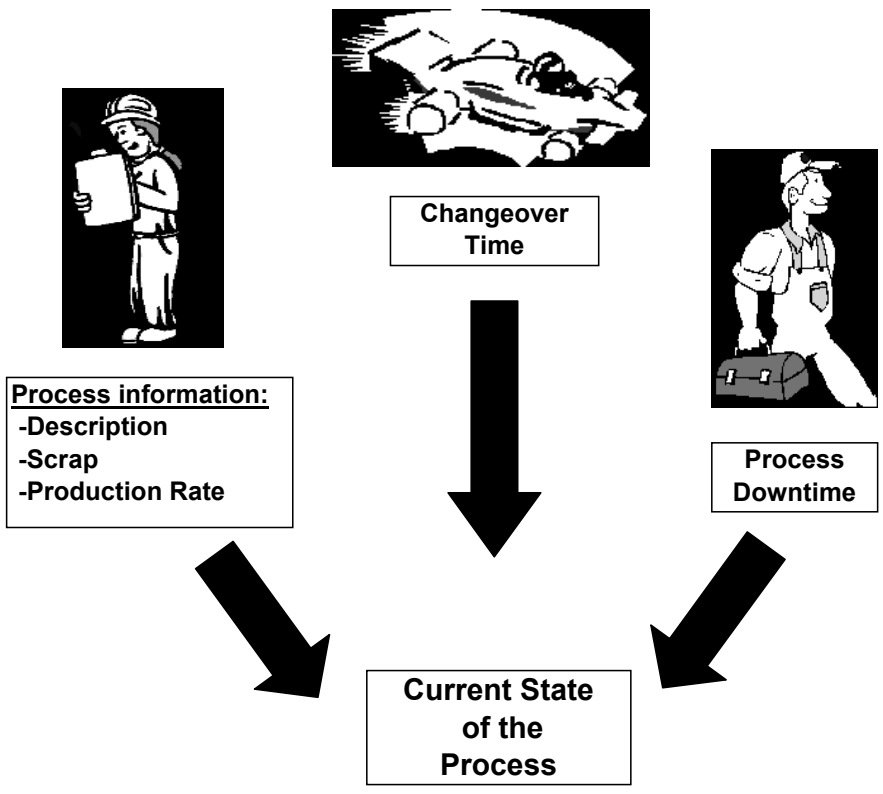 Changeover
Time
Process information:
-Description
-Scrap
-Production Rate
Process
Downtime
Current State
of the
Process